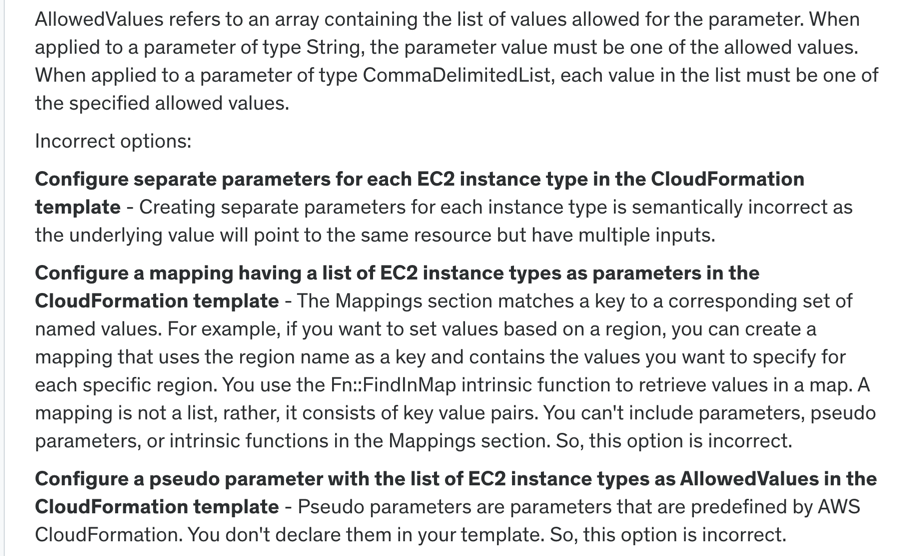 AllowedValues refers to an array containing the list of values allowed for the parameter. When
applied to a parameter of type String, the parameter value must be one of the allowed values.
When applied to a parameter of type CommaDelimitedList, each value in the list must be one of
the specified allowed values.
Incorrect options:
Configure separate parameters for each EC2 instance type in the CloudFormation
template - Creating separate parameters for each instance type is semantically incorrect as
the underlying value will point to the same resource but have multiple inputs.
Configure a mapping having a list of EC2 instance types as parameters in the
CloudFormation template - The Mappings section matches a key to a corresponding set of
named values. For example, if you want to set values based on a region, you can create a
mapping that uses the region name as a key and contains the values you want to specify for
each specific region. You use the Fn::FindInMap intrinsic function to retrieve values in a map. A
mapping is not a list, rather, it consists of key value pairs. You can't include parameters, pseudo
parameters, or intrinsic functions in the Mappings section. So, this option is incorrect.
Configure a pseudo parameter with the list of EC2 instance types as AllowedValues in the
CloudFormation template - Pseudo parameters are parameters that are predefined by AWS
CloudFormation. You don't declare them in your template. So, this option is incorrect.